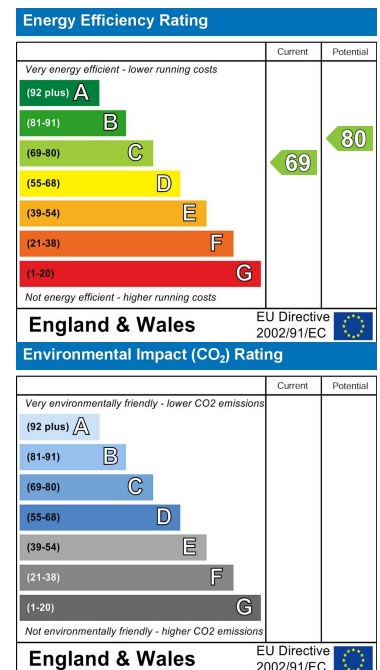 Energy Efficiency Rating
Current Potential
Very energy efficient - lower running costs
(92 plus) A
(81-91) B
(69-80) C
(55-68) D
(39-54) E
(21-38) F
(1-20) G
69
80
Not energy efficient - higher running costs
England & Wales
EU Directive
2002/91/EC
Environmental Impact (CO₂) Rating
Current Potential
Very environmentally friendly - lower CO2 emissions
(92 plus) A
(81-91) B
(69-80) C
(55-68) D
(39-54) E
(21-38) F
(1-20) G
Not environmentally friendly - higher CO2 emissions
England & Wales
EU Directive
2002/91/EC